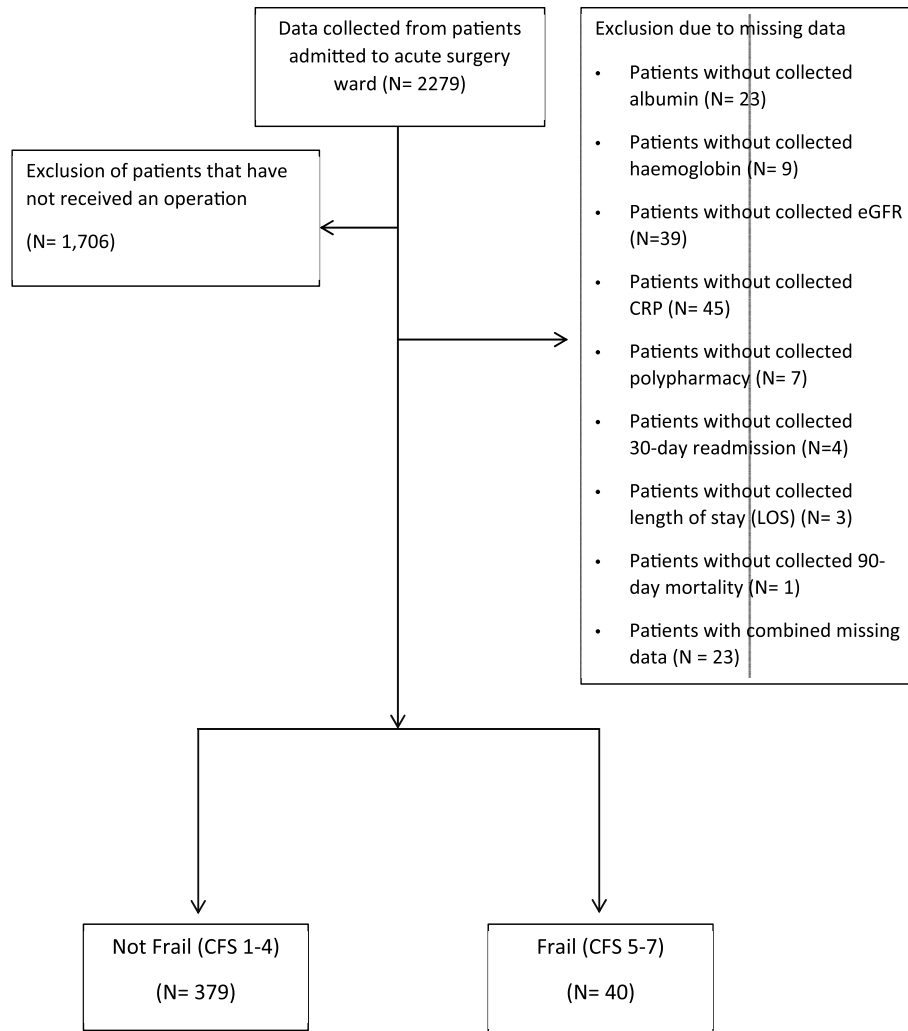 Data collected from patients
admitted to acute surgery
ward (N= 2279)
Exclusion of patients that have
not received an operation
(N= 1,706)
Exclusion due to missing data
• Patients without collected
albumin (N= 23)
• Patients without collected
haemoglobin (N= 9)
• Patients without collected eGFR
(N=39)
• Patients without collected
CRP (N= 45)
• Patients without collected
polypharmacy (N= 7)
• Patients without collected
30-day readmission (N=4)
• Patients without collected
length of stay (LOS) (N= 3)
• Patients without collected 90-
day mortality (N= 1)
• Patients with combined missing
data (N = 23)
Not Frail (CFS 1-4)
(N= 379)
Frail (CFS 5-7)
(N= 40)